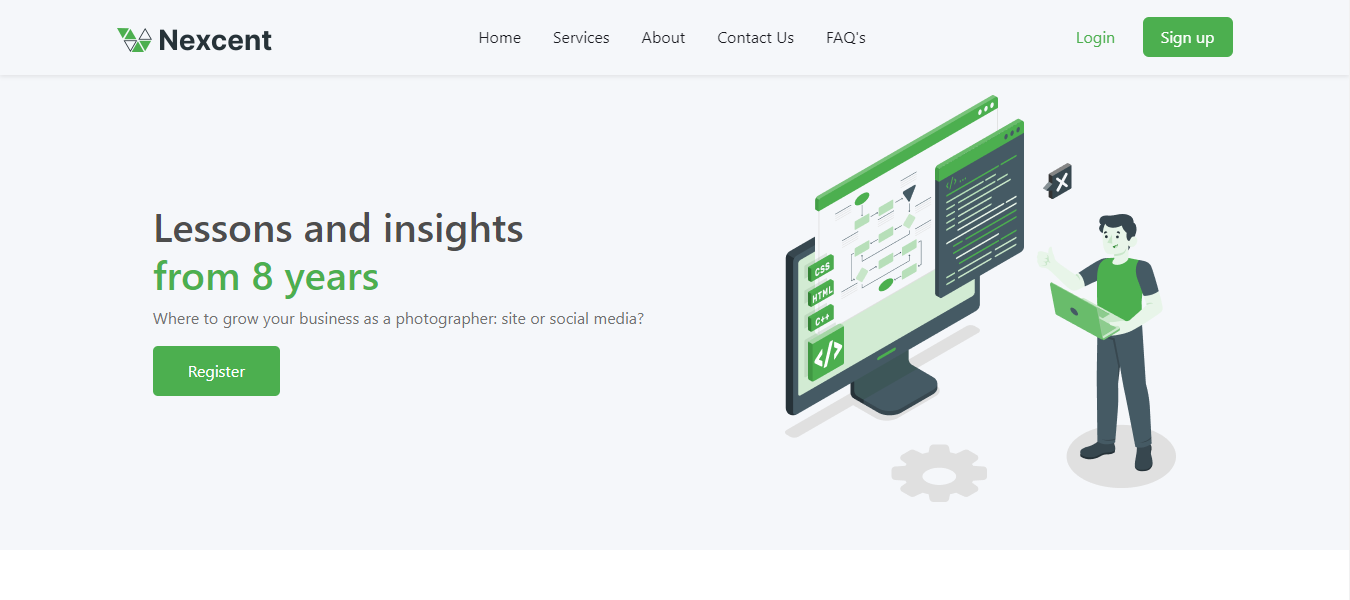 Nexcent
Home Services About Contact Us FAQ's
Login Sign up
Lessons and insights
from 8 years
Where to grow your business as a photographer: site or social media?
Register
CSS
HTML
C++
</>